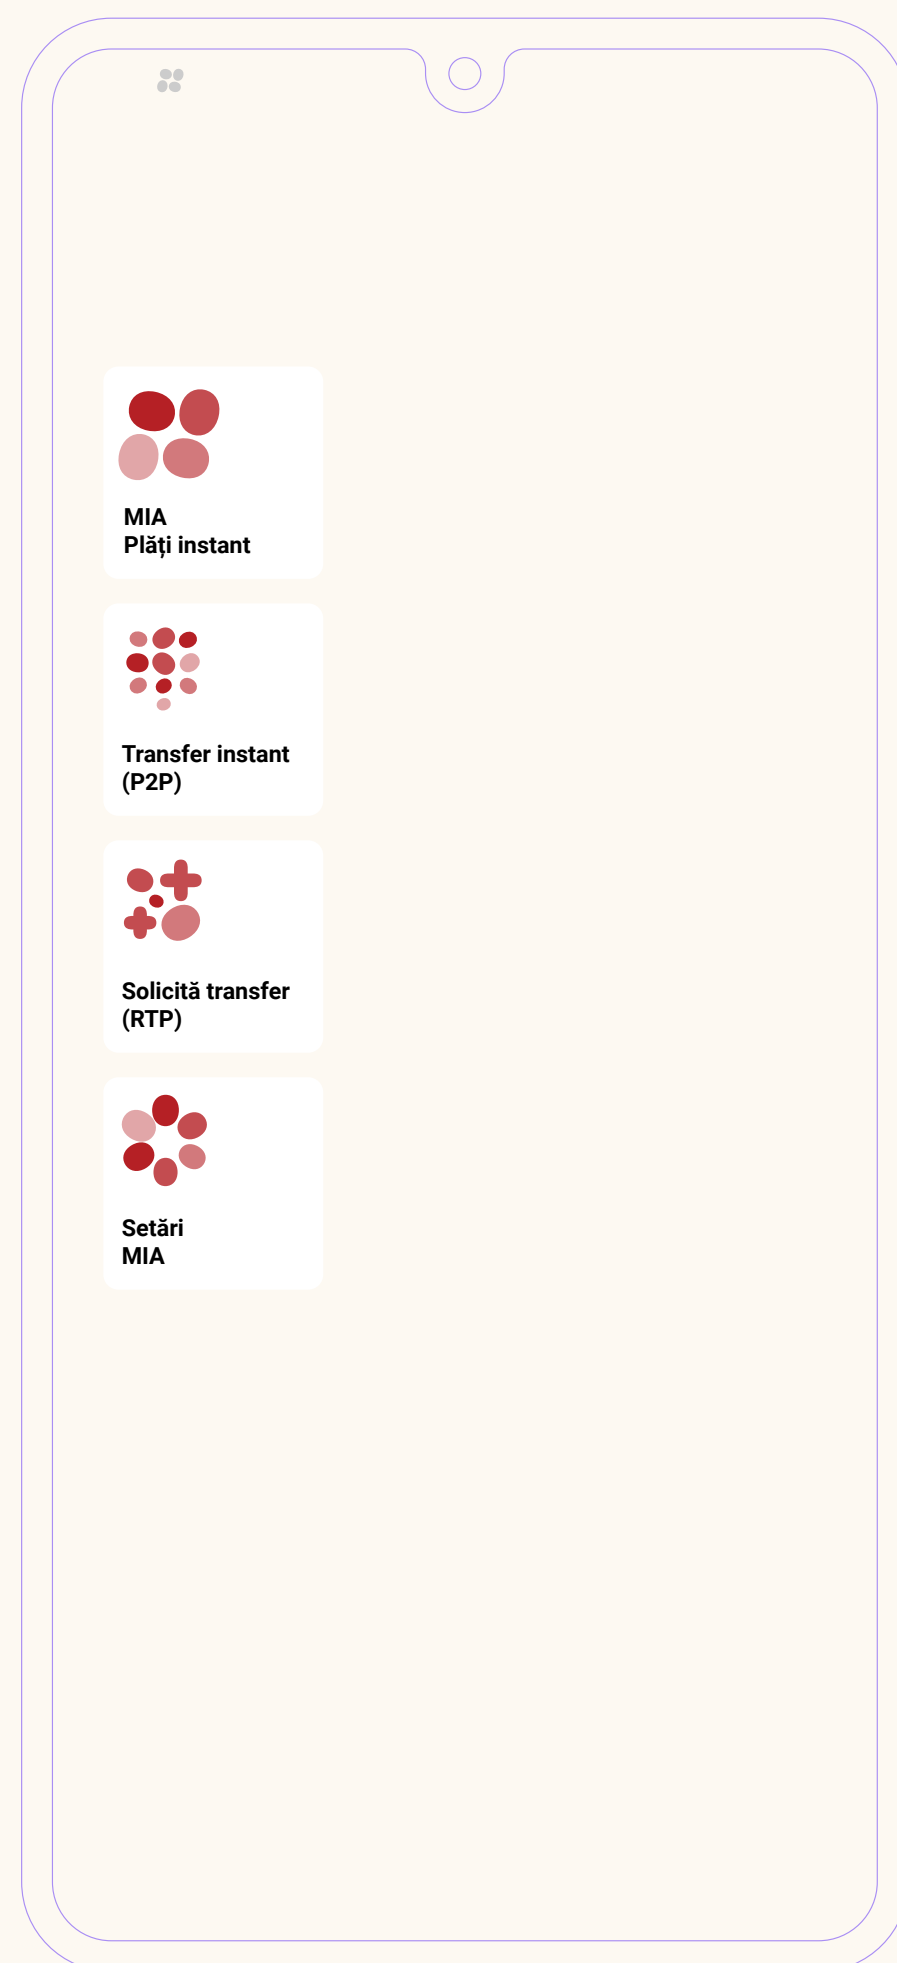 MIA
Plăți instant
Transfer instant
(P2P)
Solicită transfer
(RTP)
Setări
MIA